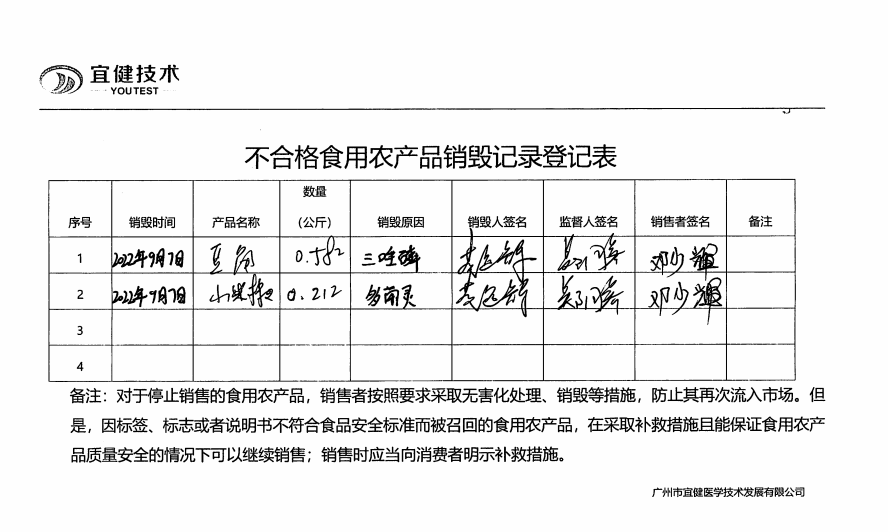 宜健技术
YOUTEST
不合格食用农产品销毁记录登记表
序号 销毁时间 产品名称 数量（公斤） 销毁原因 销毁人签名 监督人签名 销售者签名 备注
1 2022年9月7日 豆角 0.582 三唑磷 邓少辉
2 2022年9月7日 小米椒 0.212 多菌灵 邓少辉
3
4
备注：对于停止销售的食用农产品，销售者按照要求采取无害化处理、销毁等措施，防止其再次流入市场。但
是，因标签、标志或者说明书不符合食品安全标准而被召回的食用农产品，在采取补救措施且能保证食用农产
品质量安全的情况下可以继续销售；销售时应当向消费者明示补救措施。
广州市宜健医学技术发展有限公司